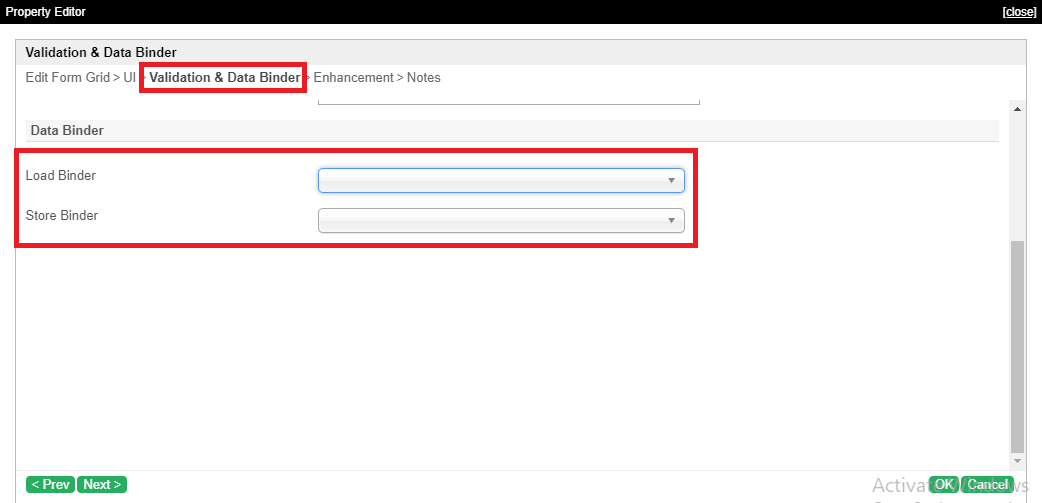 Property Editor [close]
Validation & Data Binder
Edit Form Grid > UI > Validation & Data Binder > Enhancement > Notes
Data Binder
Load Binder
Store Binder
< Prev Next > OK Cancel
Activate Windows